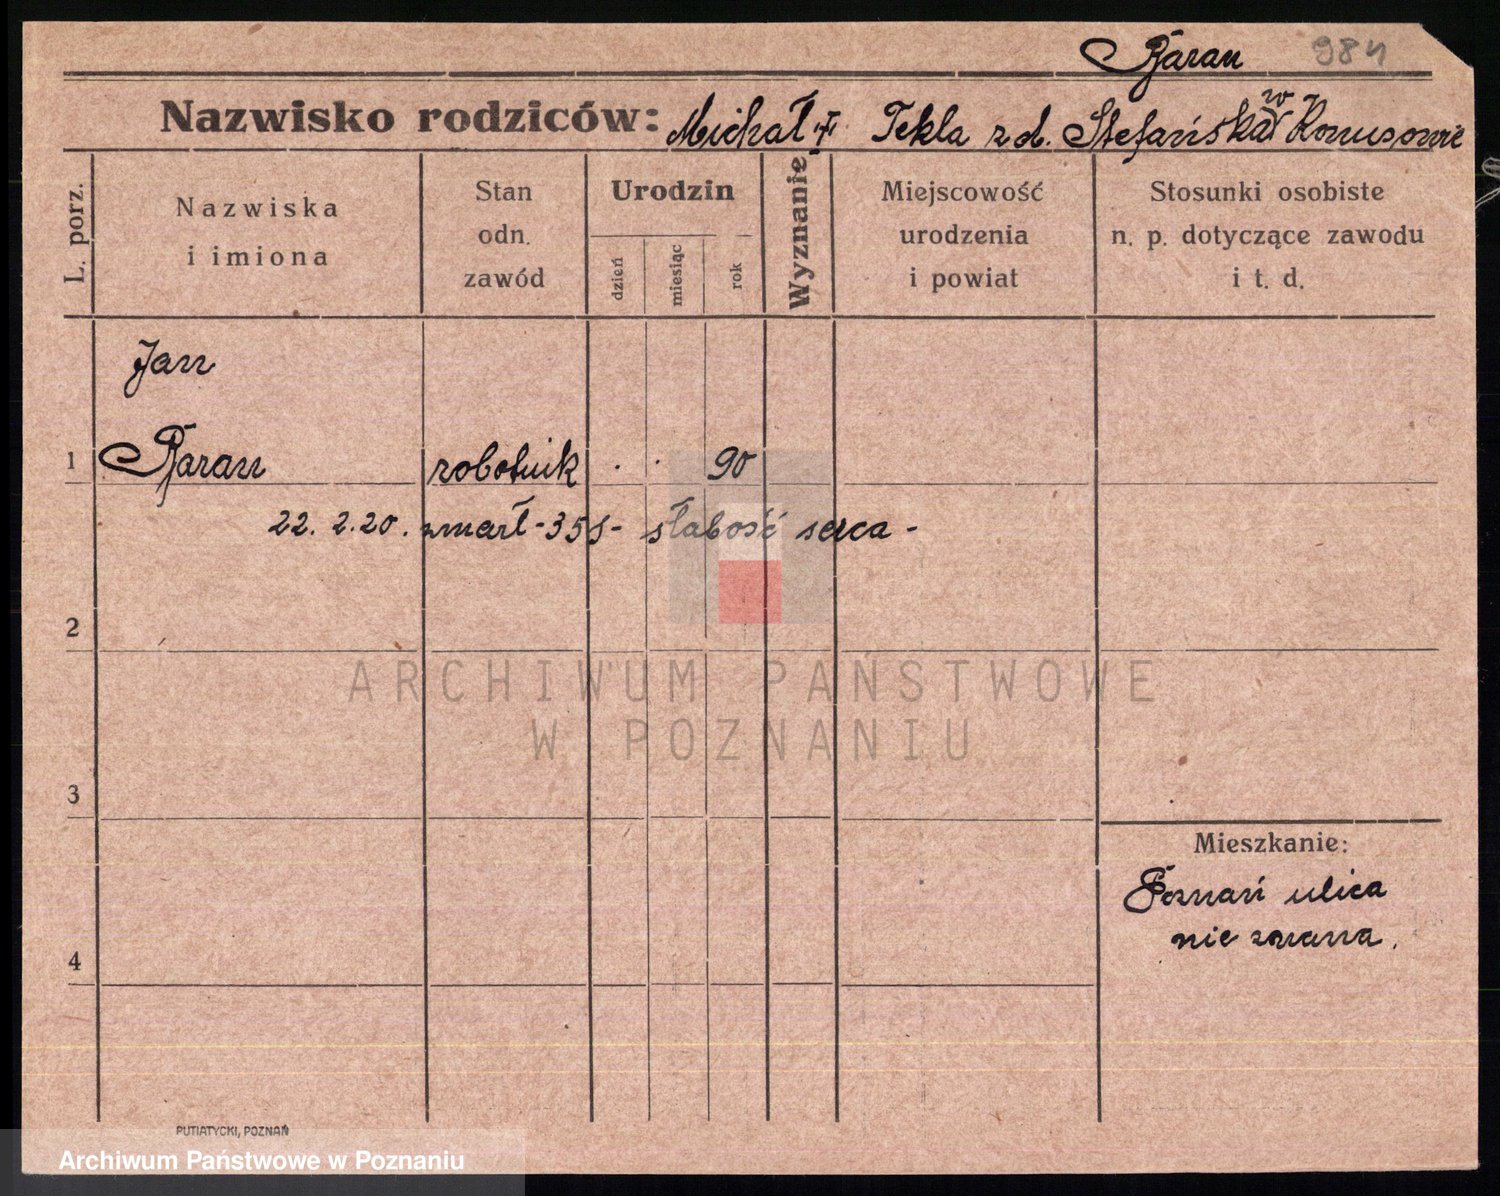 Baran 984
Nazwisko rodziców: Michał Tekla z d. Stefańska w
L. porz.
Nazwiska i imiona
Stan odn. zawód
Urodzin
dzień
miesiąc
rok
Wyznanie
Miejscowość urodzenia i powiat
Stosunki osobiste n. p. dotyczące zawodu i t. d.
Jan
1 Baran robotnik . . 90
22. 2. 20. zmarł - 358 - słabość serca -
2
ARCHIWUM PAŃSTWOWE
W POZNANIU
3
Mieszkanie:
Poznań ulica
nie znana.
4
PUTIATYCKI, POZNAŃ
Archiwum Państwowe w Poznaniu